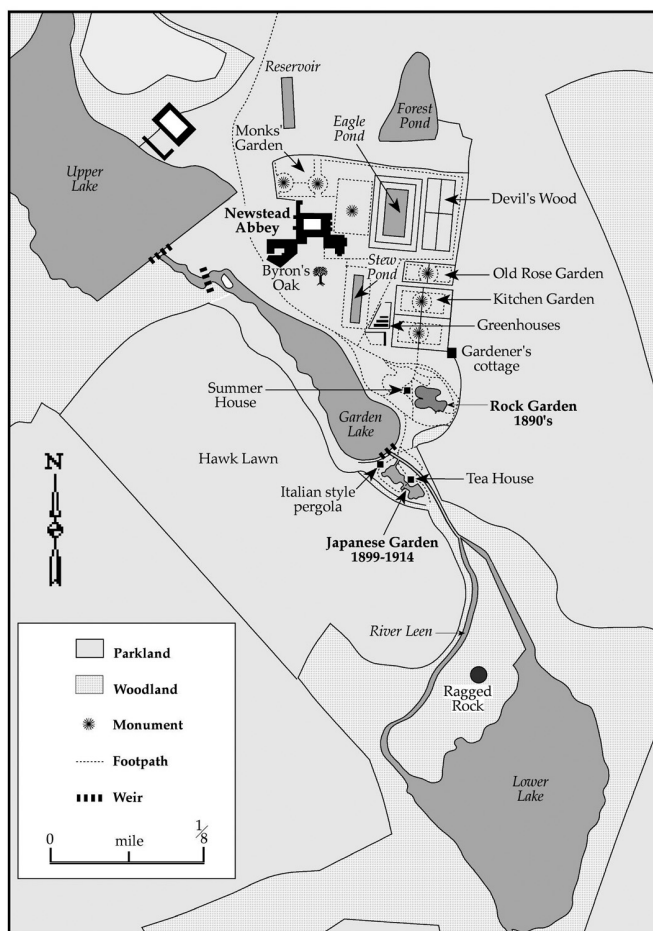 Reservoir
Forest
Pond
Eagle
Pond
Monks'
Garden
Upper
Lake
Devil's Wood
Newstead
Abbey
Stew
Pond
Byron's
Oak
Old Rose Garden
Kitchen Garden
Greenhouses
Gardener's
cottage
Summer
House
Rock Garden
1890's
Garden
Lake
N
Hawk Lawn
Tea House
Italian style
pergola
Japanese Garden
1899-1914
River Leen
Ragged
Rock
Lower
Lake
Parkland
Woodland
Monument
Footpath
Weir
0 mile 1/8